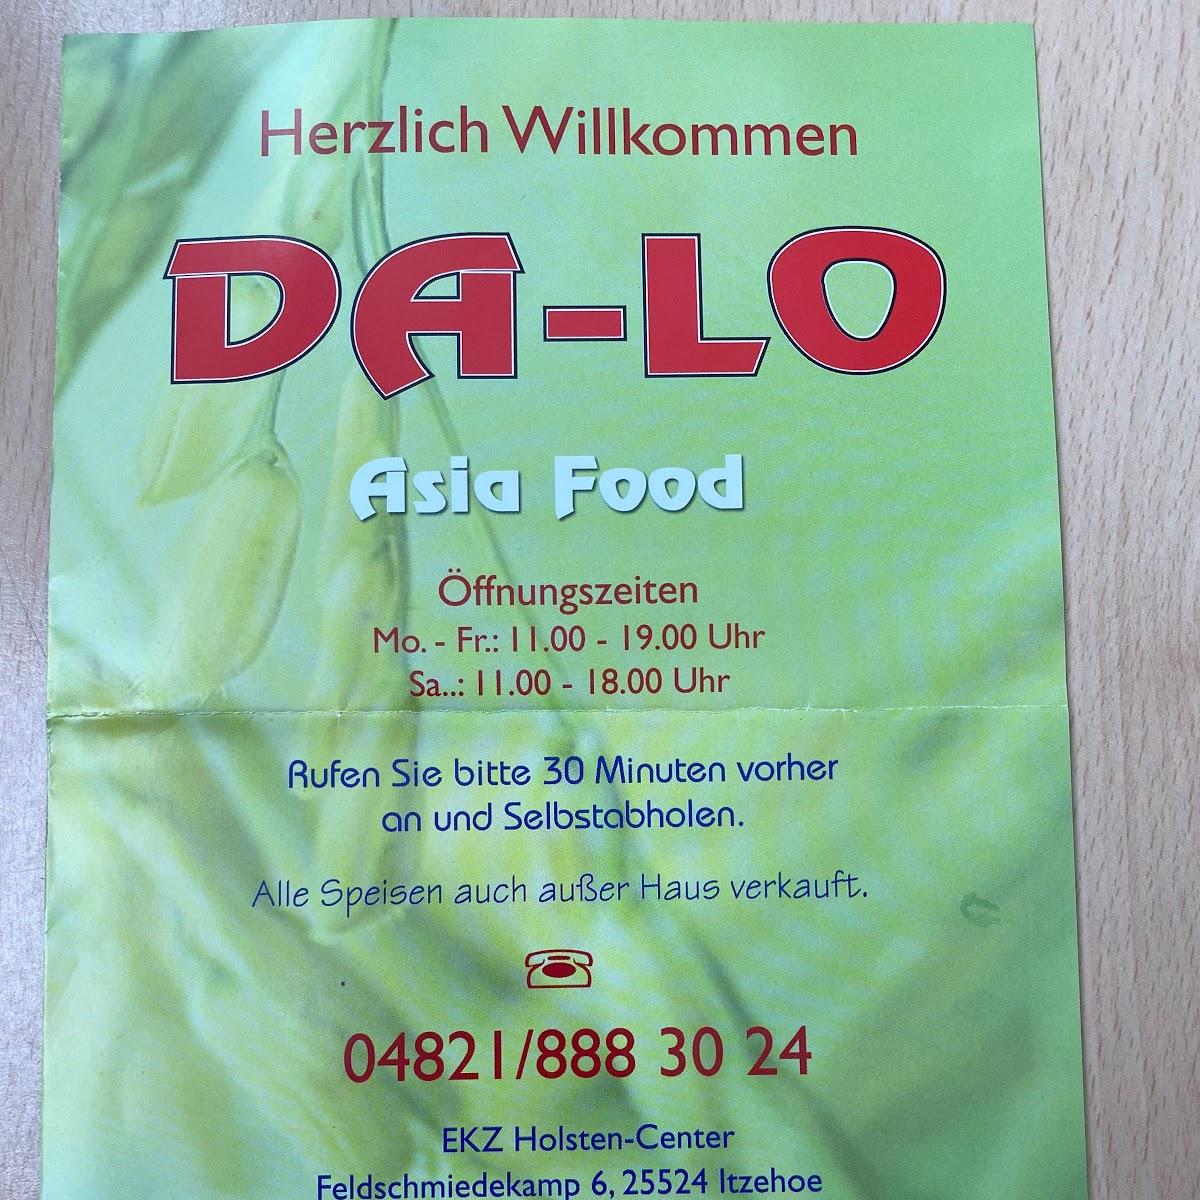 Herzlich Willkommen
DA-LO
Asia Food
Öffnungszeiten
Mo. - Fr.: 11.00 - 19.00 Uhr
Sa..: 11.00 - 18.00 Uhr
Rufen Sie bitte 30 Minuten vorher
an und Selbstabholen.
Alle Speisen auch außer Haus verkauft.
04821/888 30 24
EKZ Holsten-Center
Feldschmiedekamp 6, 25524 Itzehoe